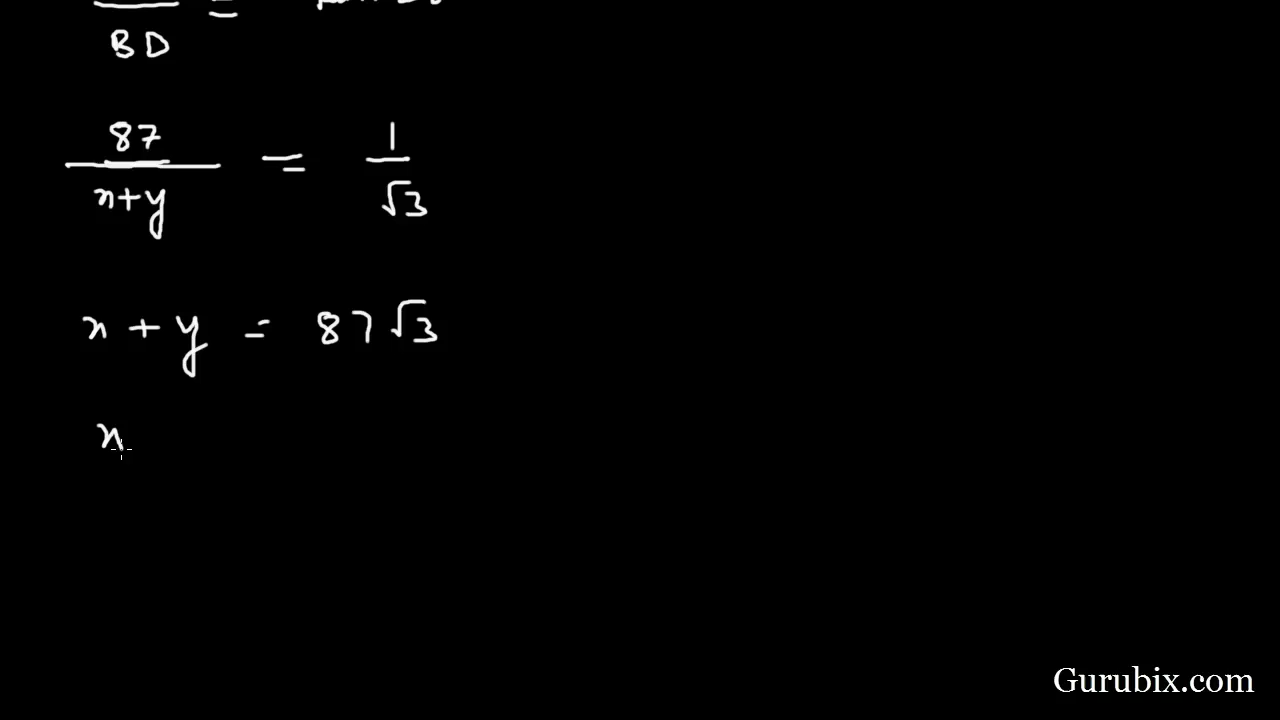 BD =
87/x+y = 1/√3
x + y = 87√3
x
Gurubix.com